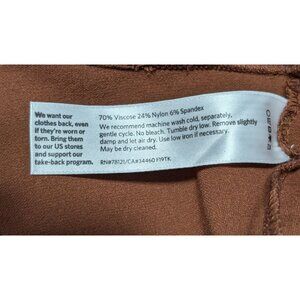 We want our
clothes back, even
if they're worn or
torn. Bring them
to our US stores
and support our
take-back program.
70% Viscose 24% Nylon 6% Spandex
We recommend machine wash cold, separately,
gentle cycle. No bleach. Tumble dry low. Remove slightly
damp and let air dry. Use low iron if necessary.
May be dry cleaned.
RN#78121/CA#34460 F19TK